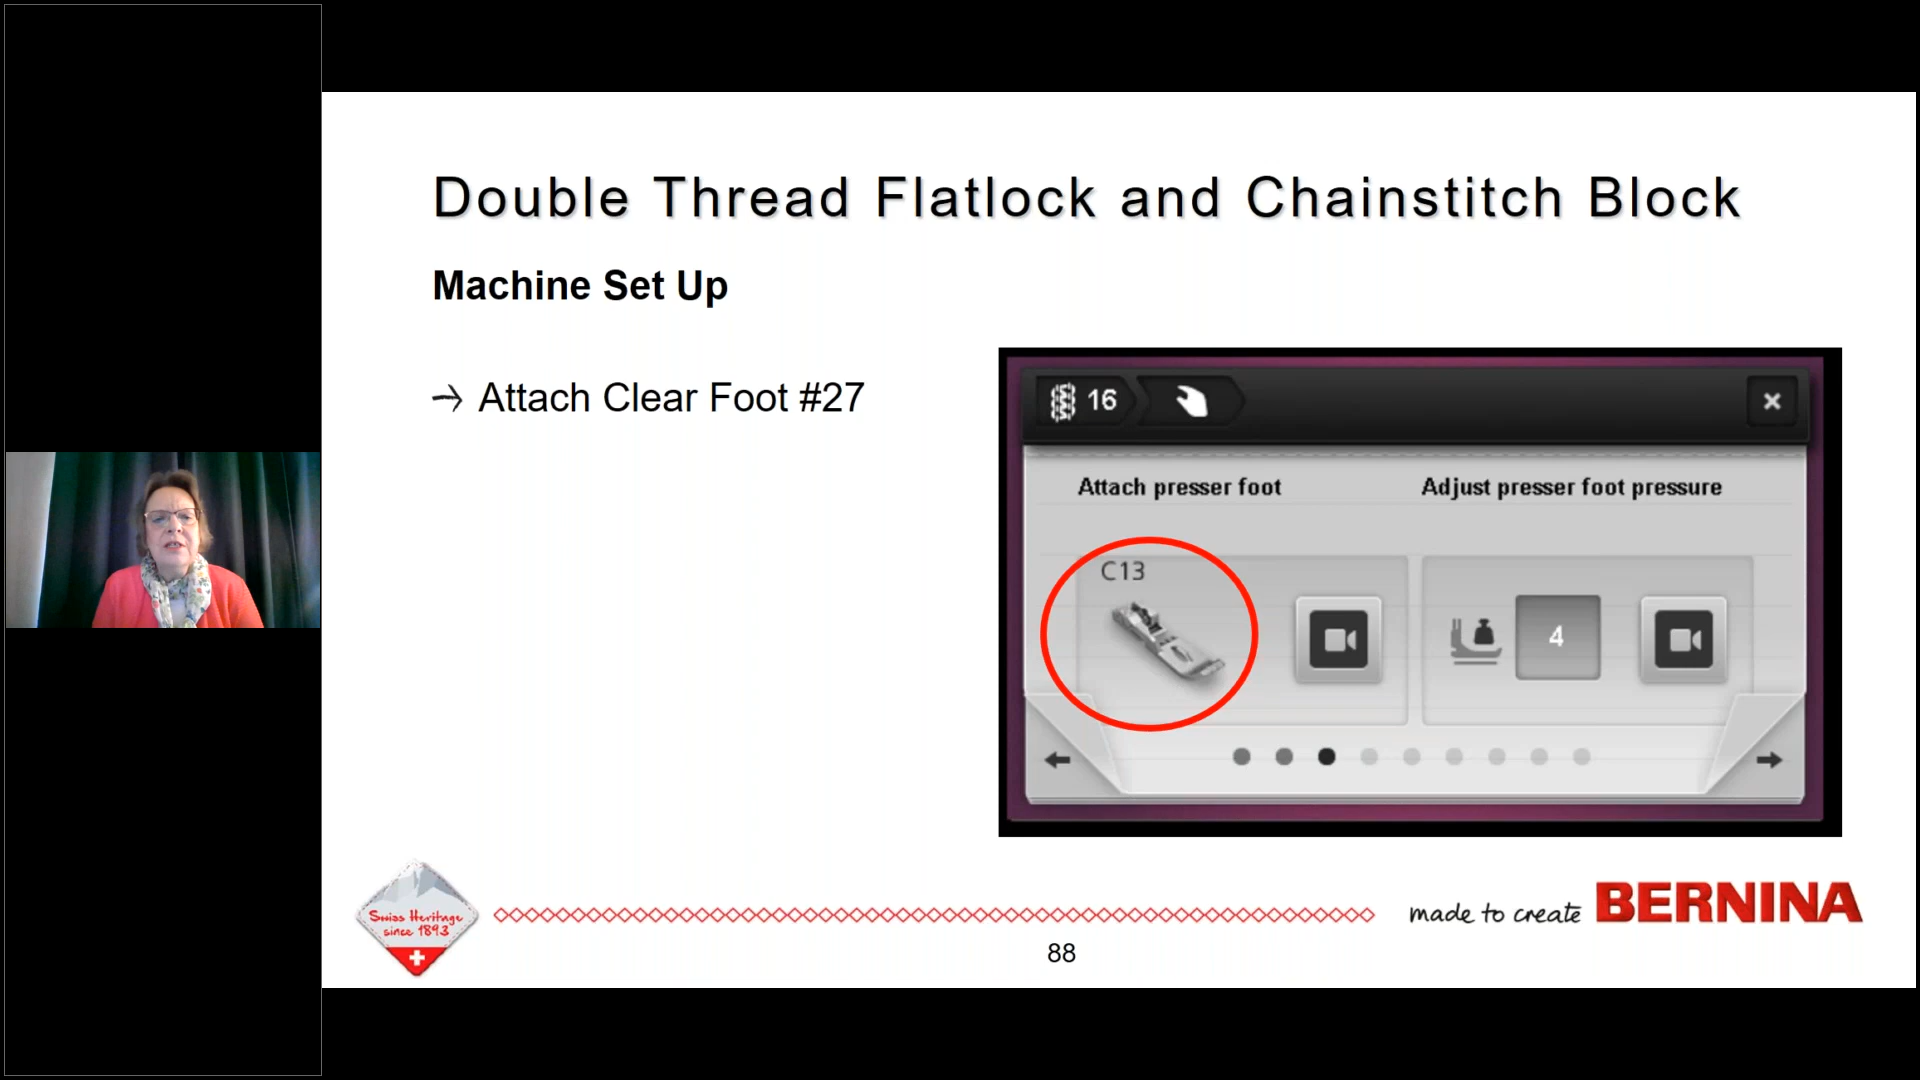 Double Thread Flatlock and Chainstitch Block
Machine Set Up
→ Attach Clear Foot #27
16
Attach presser foot
Adjust presser foot pressure
C13
4
Swiss Heritage
since 1893
made to create BERNINA
88